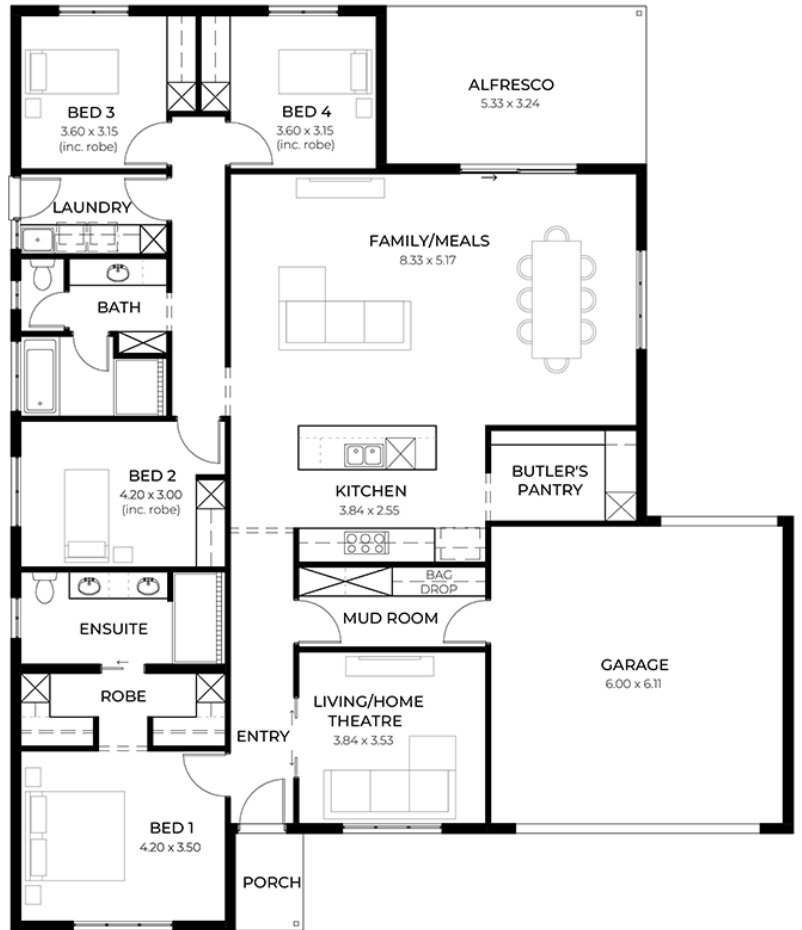 BED 3
3.60 x 3.15
(inc. robe)
BED 4
3.60 x 3.15
(inc. robe)
ALFRESCO
5.33 x 3.24
LAUNDRY
FAMILY/MEALS
8.33 x 5.17
BATH
BED 2
4.20 x 3.00
(inc. robe)
KITCHEN
3.84 x 2.55
BUTLER'S
PANTRY
BAG
DROP
MUD ROOM
ENSUITE
GARAGE
6.00 x 6.11
ROBE
LIVING/HOME
THEATRE
3.84 x 3.53
ENTRY
BED 1
4.20 x 3.50
PORCH